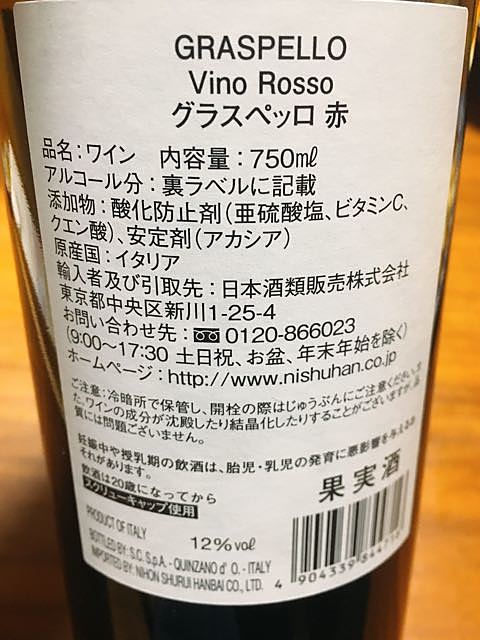 GRASPELLO
Vino Rosso
グラスペッロ 赤
品名：ワイン 内容量：750㎖
アルコール分：裏ラベルに記載
添加物：酸化防止剤（亜硫酸塩、ビタミンC、
クエン酸）、安定剤（アカシア）
原産国：イタリア
輸入者及び引取先：日本酒類販売株式会社
東京都中央区新川1-25-4
お問い合わせ先：0120-866023
（9:00～17:30 土日祝、お盆、年末年始を除く）
ホームページ：http://www.nishuhan.co.jp
ご注意：冷暗所で保管し、開栓の際はじゅうぶんにご注意ください。ま
た、ワインの成分が沈殿したり結晶化したりすることがございますが、品
質には問題ございません。
妊娠中や授乳期の飲酒は、胎児・乳児の発育に悪影響を与えるお
それがあります。
飲酒は20歳になってから
スクリューキャップ使用
果実酒
PRODUCT OF ITALY 12% vol
BOTTLED BY: S.C. S.p.A. - QUINZANO d' O. - ITALY
IMPORTED BY: NIHON SHURUI HANBAI CO., LTD.
4 904339 8447